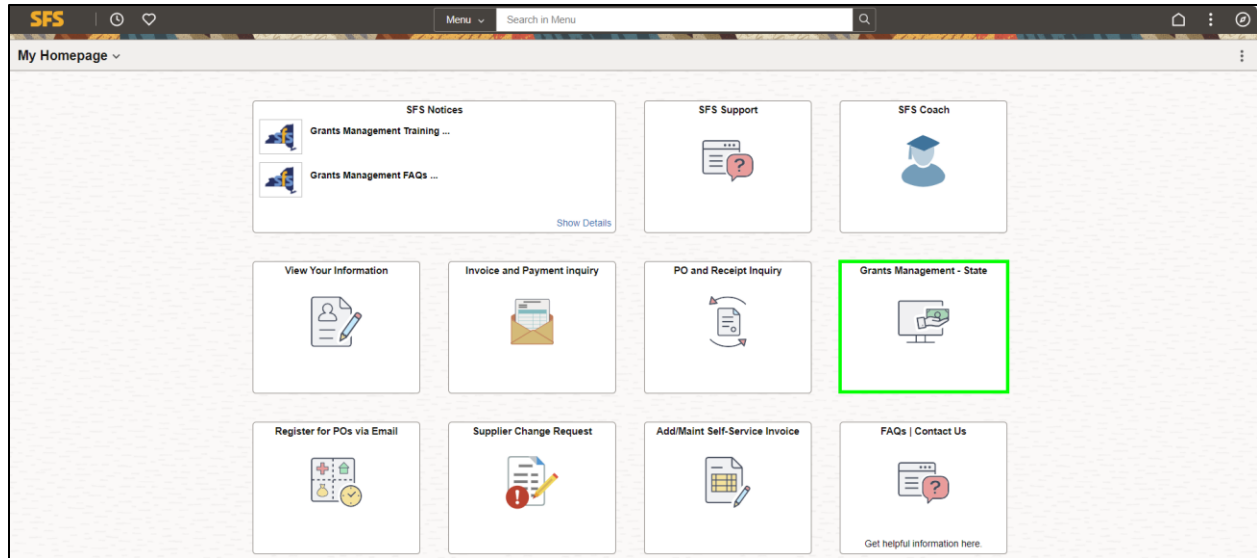 SFS
Menu
Search in Menu
My Homepage
SFS Notices
Grants Management Training ...
Grants Management FAQs ...
Show Details
SFS Support
SFS Coach
View Your Information
Invoice and Payment inquiry
PO and Receipt Inquiry
Grants Management - State
Register for POs via Email
Supplier Change Request
Add/Maint Self-Service Invoice
FAQs | Contact Us
Get helpful information here.